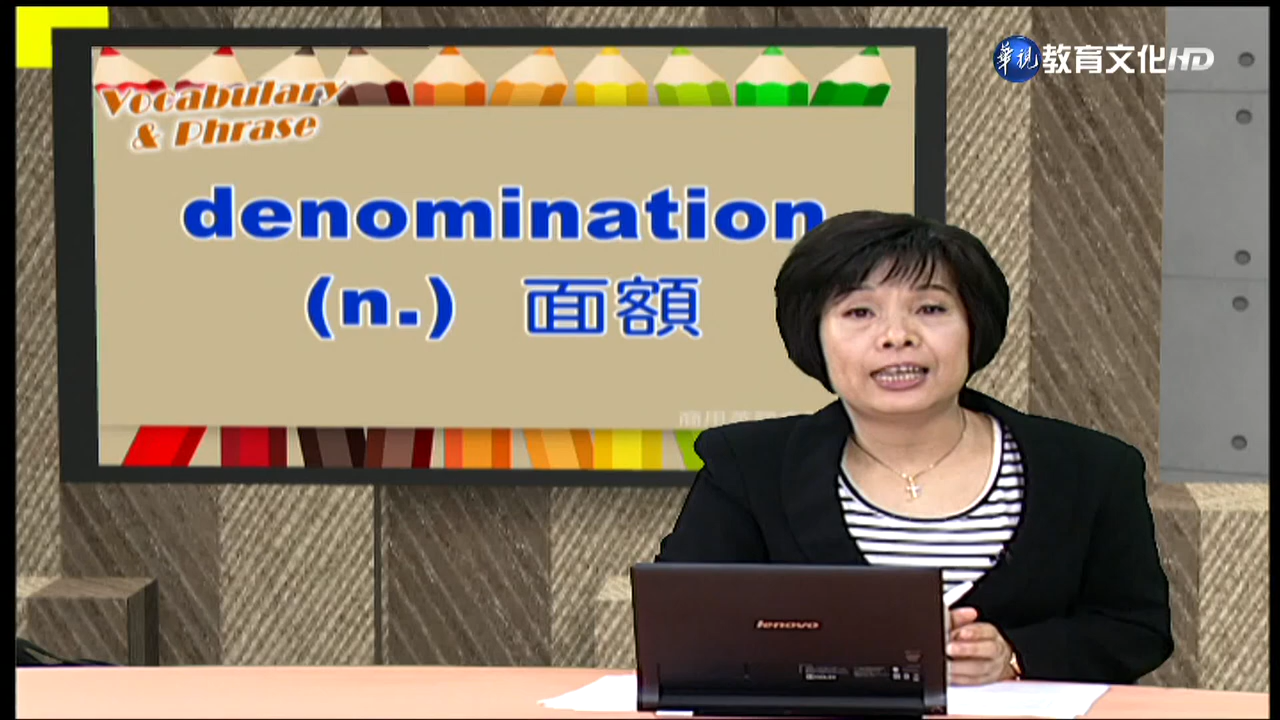 華視 教育文化HD
Vocabulary
& Phrase
denomination
(n.) 面額
lenovo